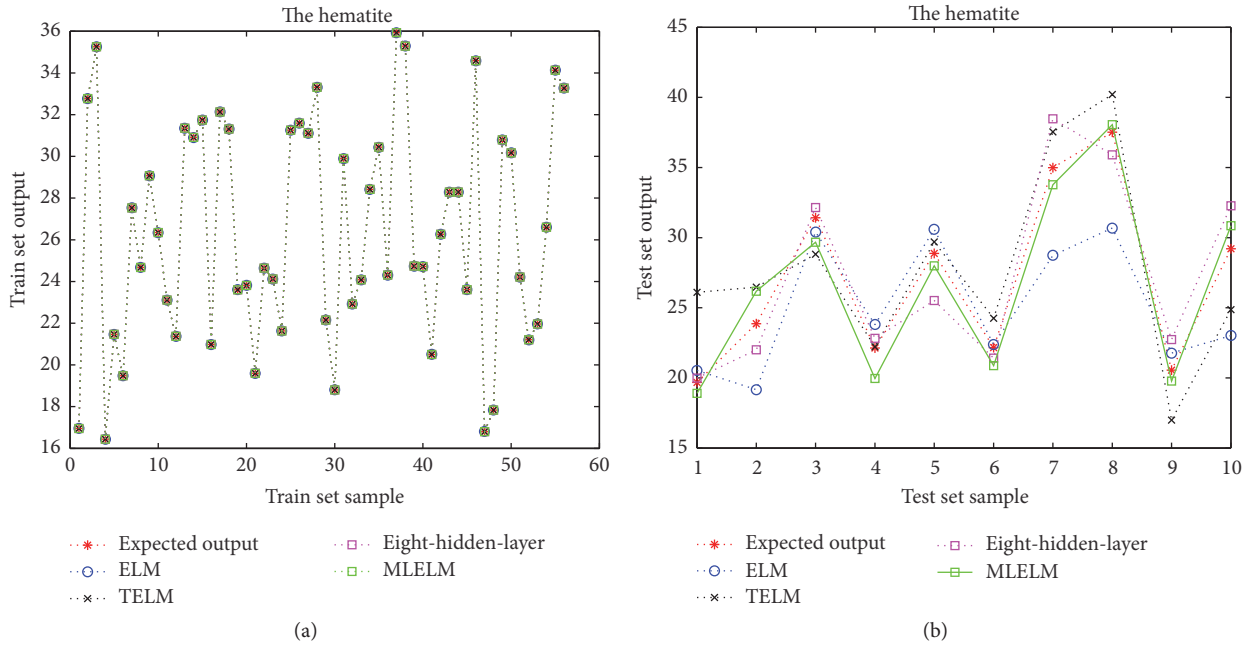 The hematite
36
34
32
30
28
26
24
22
20
18
16
Train set output
0
10
20
30
40
50
60
Train set sample
Expected output
ELM
TELM
Eight-hidden-layer
MLELM
(a)
The hematite
45
40
35
30
25
20
15
Test set output
1
2
3
4
5
6
7
8
9
10
Test set sample
Expected output
ELM
TELM
Eight-hidden-layer
MLELM
(b)